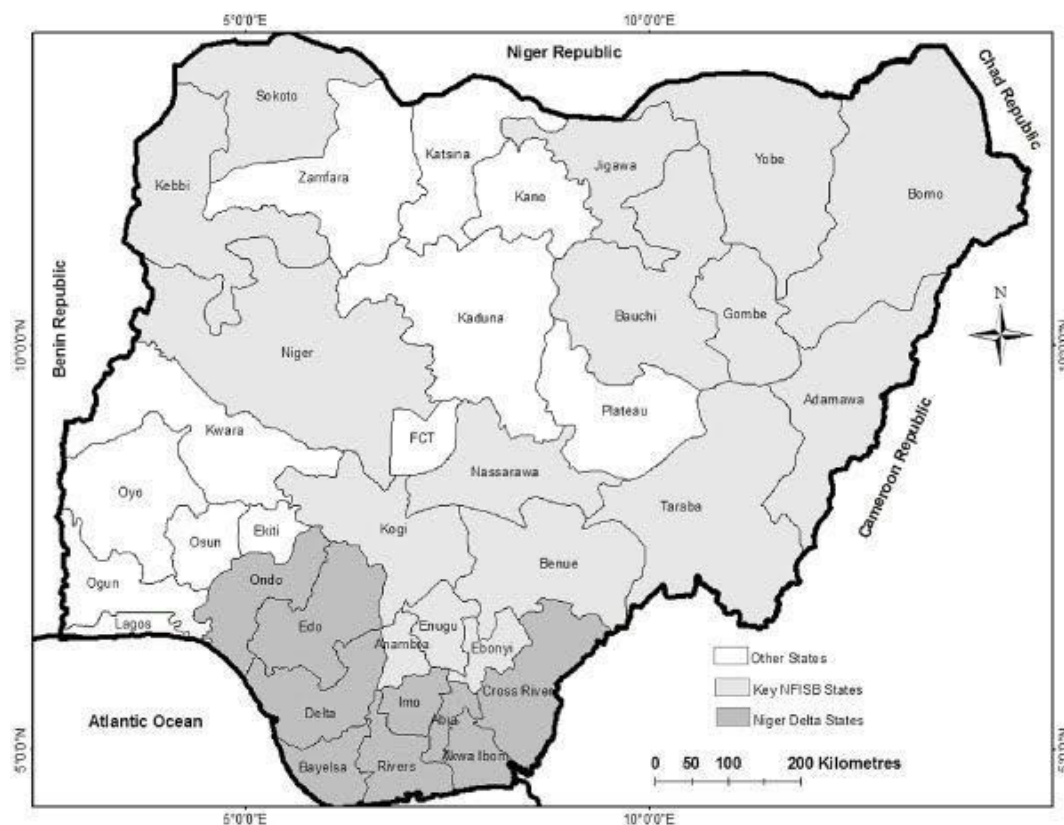 5°0'0"E
10°0'0"E
Niger Republic
Chad Republic
Sokoto
Katsina
Yobe
Jigawa
Kebbi
Zamfara
Kano
Borno
Benin Republic
N
Kaduna
Bauchi
Gombe
10°0'0"N
Niger
Adamawa
Plateau
Kwara
FCT
Nassarawa
Cameroon Republic
Oyo
Taraba
Kogi
Osun
Ekiti
Benue
Ogun
Ondo
Lagos
Edo
Enugu
Anambra
Ebonyi
Other States
Key NFISB States
Niger Delta States
Cross River
Imo
Abia
Delta
Atlantic Ocean
5°0'0"N
Akwa Ibom
Rivers
Bayelsa
0 50 100 200 Kilometres
5°0'0"E
10°0'0"E